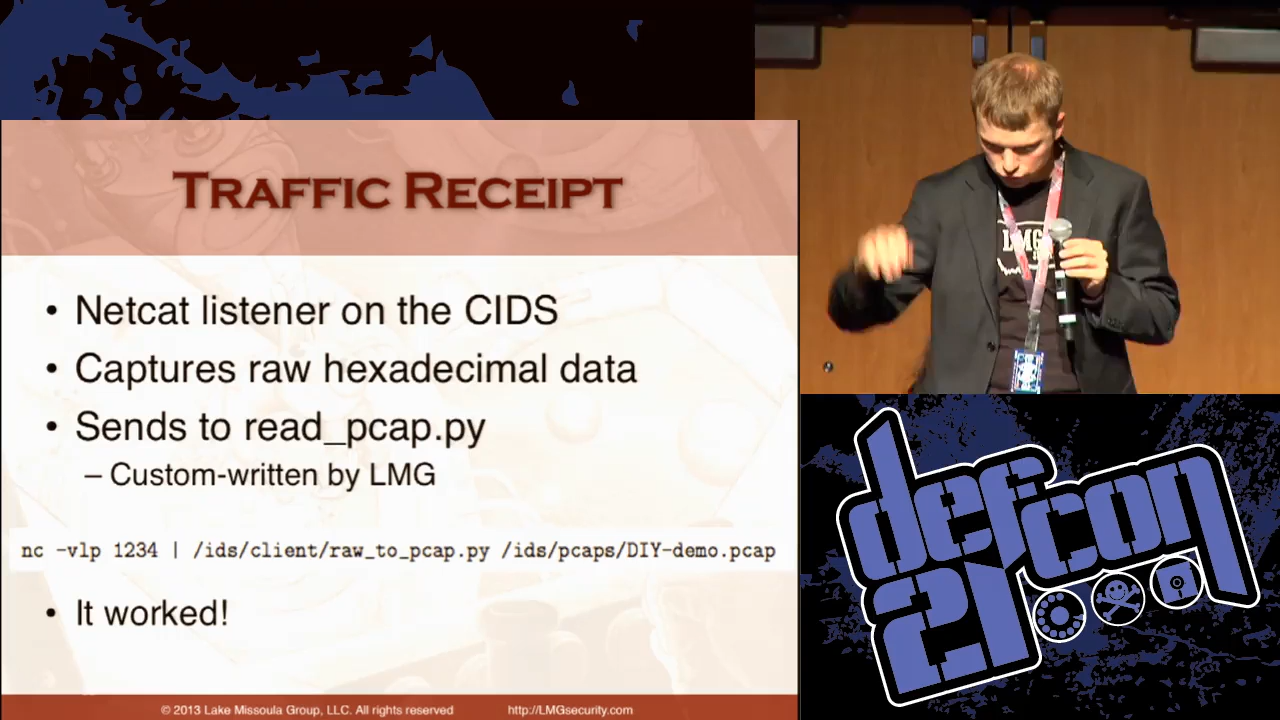 TRAFFIC RECEIPT
• Netcat listener on the CIDS
• Captures raw hexadecimal data
• Sends to read_pcap.py
– Custom-written by LMG
nc -vlp 1234 | /ids/client/raw_to_pcap.py /ids/pcaps/DIY-demo.pcap
• It worked!
© 2013 Lake Missoula Group, LLC. All rights reserved http://LMGsecurity.com
LMG
defcon
21